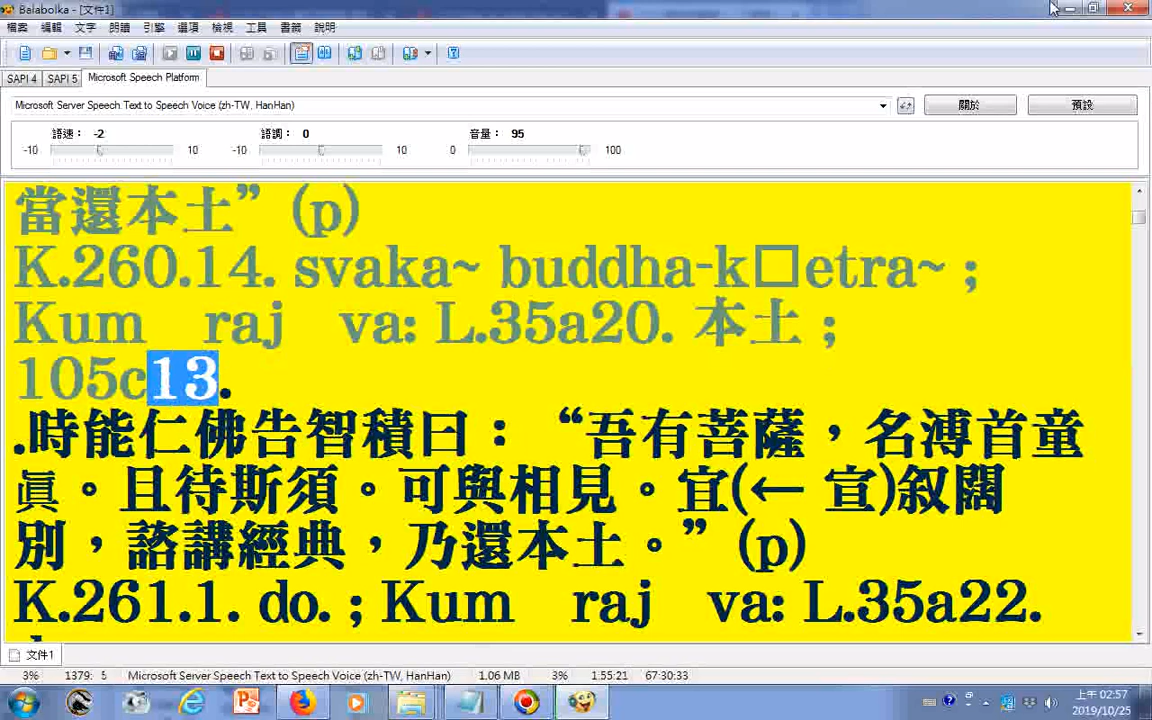 Balabolka - [文件1]
檔案 編輯 文字 朗讀 引擎 選項 檢視 工具 書籤 說明
SAPI 4 SAPI 5 Microsoft Speech Platform
Microsoft Server Speech Text to Speech Voice (zh-TW, HanHan) 關於 預設
語速： -2 語調： 0 音量： 95
-10 10 -10 10 0 100
當還本土”(p)
K.260.14. svaka~ buddha-k□etra~ ;
Kum raj va: L.35a20. 本土 ;
105c13.
.時能仁佛告智積曰：“吾有菩薩，名溥首童
眞。且待斯須。可與相見。宜(← 宣)叙闊
別，諮講經典，乃還本土。”(p)
K.261.1. do. ; Kum raj va: L.35a22.
文件1
3% 1379: 5 Microsoft Server Speech Text to Speech Voice (zh-TW, HanHan) 1.06 MB 3% 1:55:21 67:30:33
上午 02:57
2019/10/25